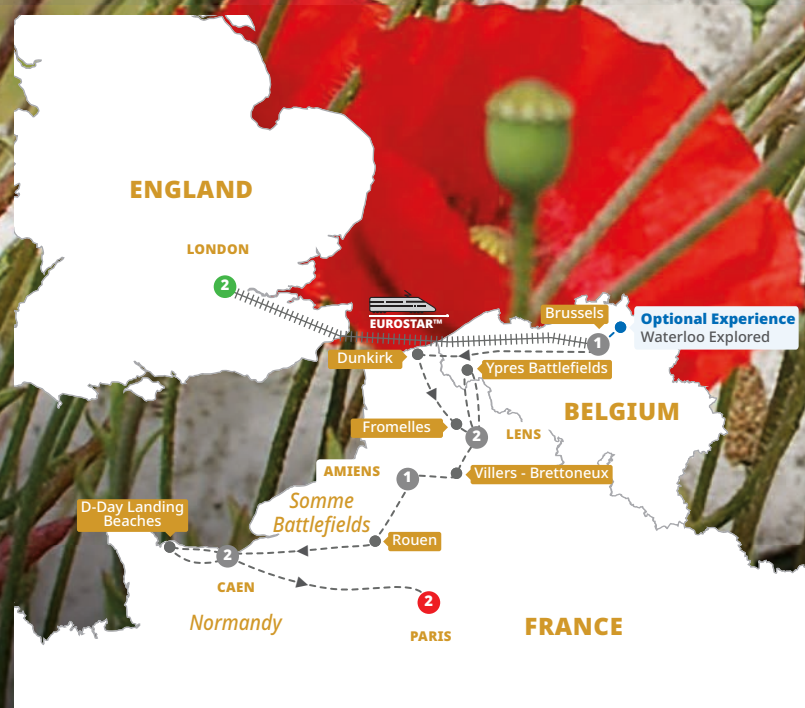 ENGLAND
LONDON
2
EUROSTAR™
Brussels
1
Optional Experience
Waterloo Explored
Dunkirk
Ypres Battlefields
BELGIUM
Fromelles
2
LENS
AMIENS
1
Villers - Brettoneux
Somme
Battlefields
D-Day Landing
Beaches
Rouen
2
CAEN
Normandy
2
PARIS
FRANCE